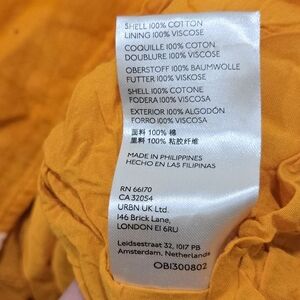 SHELL 100% COTTON
LINING 100% VISCOSE
COQUILLE 100% COTON
DOUBLURE 100% VISCOSE
OBERSTOFF 100% BAUMWOLLE
FUTTER 100% VISKOSE
SHELL 100% COTONE
FODERA 100% VISCOSA
EXTERIOR 100% ALGODÓN
FORRO 100% VISCOSA
面料 100% 棉
里料 100% 粘胶纤维
MADE IN PHILIPPINES
HECHO EN LAS FILIPINAS
RN 66170
CA 32054
URBN UK Ltd.
146 Brick Lane,
LONDON E1 6RU
Leidsestraat 32, 1017 PB
Amsterdam, Netherlands
OBI300802